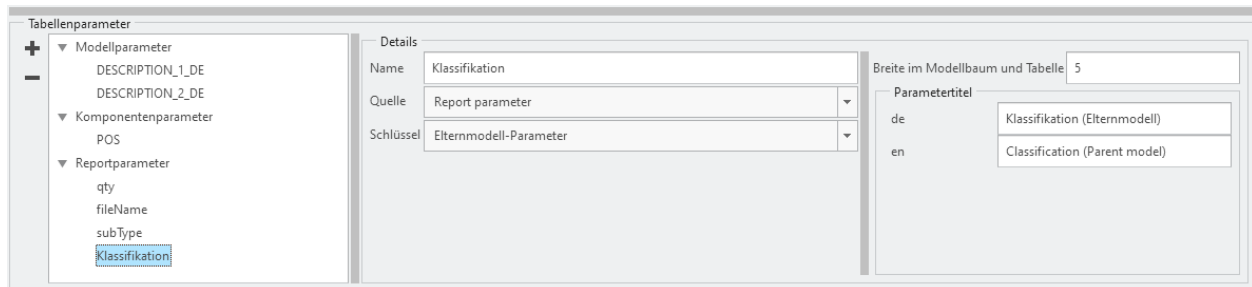 Tabellenparameter
Modellparameter
DESCRIPTION_1_DE
DESCRIPTION_2_DE
Komponentenparameter
POS
Reportparameter
qty
fileName
subType
Klassifikation
Details
Name Klassifikation
Quelle Report parameter
Schlüssel Elternmodell-Parameter
Breite im Modellbaum und Tabelle 5
Parametertitel
de Klassifikation (Elternmodell)
en Classification (Parent model)